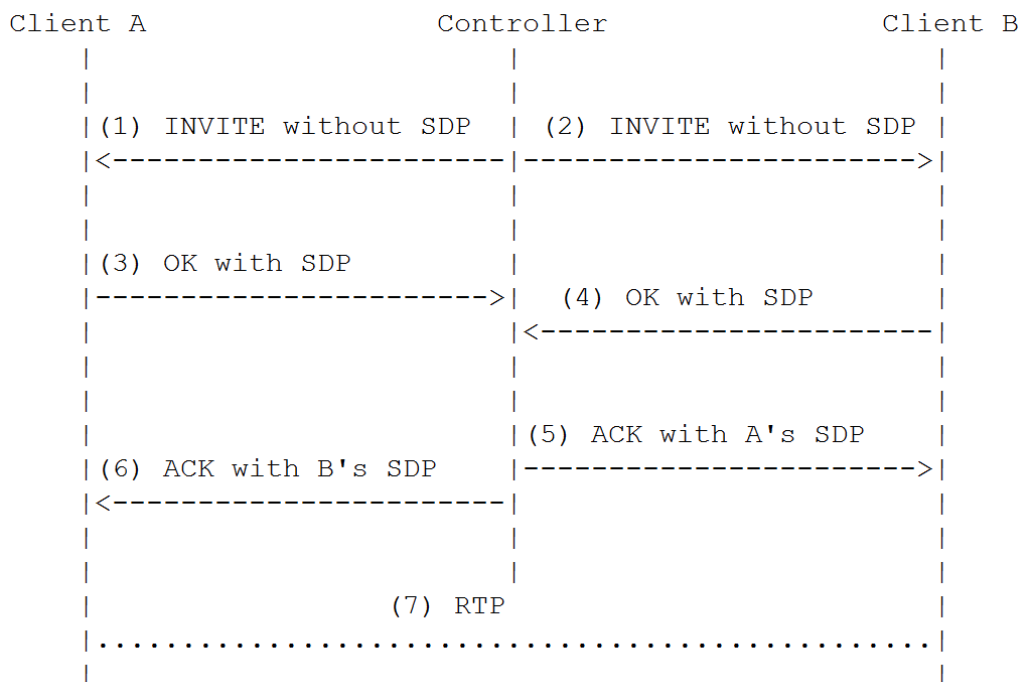 Client A Controller Client B
(1) INVITE without SDP (2) INVITE without SDP
(3) OK with SDP
(4) OK with SDP
(5) ACK with A's SDP
(6) ACK with B's SDP
(7) RTP